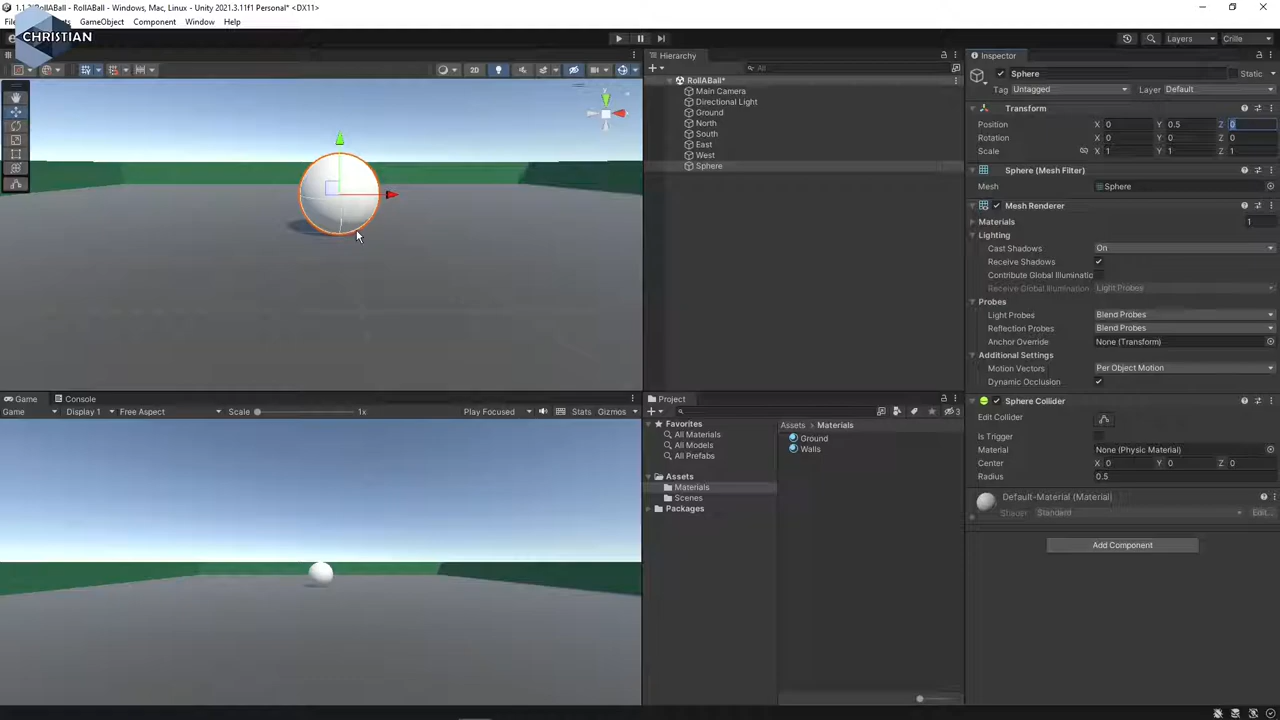 1.1.2 RollABall - RollABall - Windows, Mac, Linux - Unity 2021.3.11f1 Personal* <DX11>
GameObject Component Window Help
CHRISTIAN
Layers Crille
2D
Hierarchy
All
RollABall*
Main Camera
Directional Light
Ground
North
South
East
West
Sphere
Inspector
Sphere Static
Tag Untagged Layer Default
Transform
Position X 0 Y 0.5 Z 0
Rotation X 0 Y 0 Z 0
Scale X 1 Y 1 Z 1
Sphere (Mesh Filter)
Mesh Sphere
Mesh Renderer
Materials 1
Lighting
Cast Shadows On
Receive Shadows
Contribute Global Illuminatic
Receive Global Illumination Light Probes
Probes
Light Probes Blend Probes
Reflection Probes Blend Probes
Anchor Override None (Transform)
Additional Settings
Motion Vectors Per Object Motion
Dynamic Occlusion
Sphere Collider
Edit Collider
Is Trigger
Material None (Physic Material)
Center X 0 Y 0 Z 0
Radius 0.5
Default-Material (Material)
Shader Standard Edit...
Add Component
Game Console
Game Display 1 Free Aspect Scale 1x Play Focused Stats Gizmos
Project
3
Favorites
All Materials
All Models
All Prefabs
Assets
Materials
Scenes
Packages
Assets > Materials
Ground
Walls